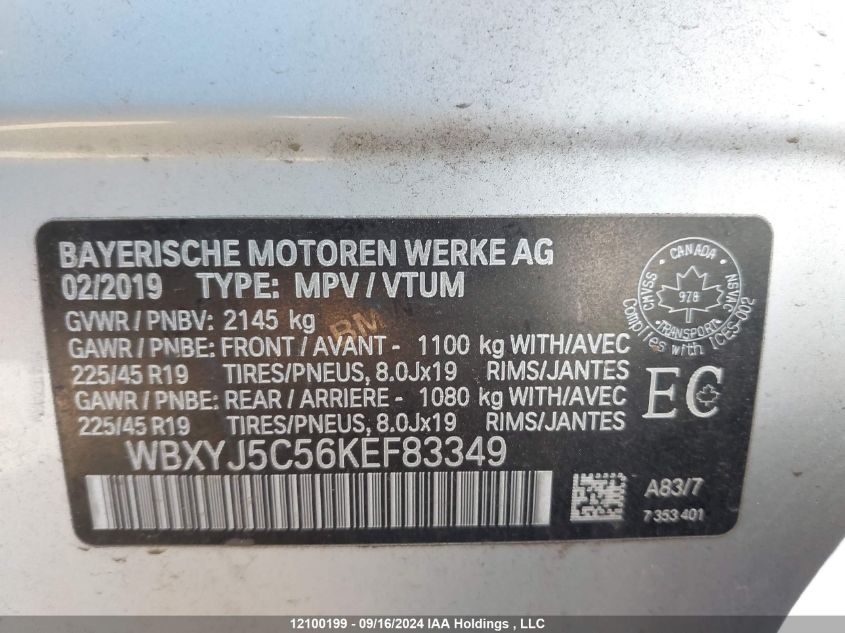 BAYERISCHE MOTOREN WERKE AG
02/2019 TYPE: MPV / VTUM
GVWR / PNBV: 2145 kg
BMW
GAWR / PNBE: FRONT / AVANT - 1100 kg WITH/AVEC
225/45 R19 TIRES/PNEUS, 8.0Jx19 RIMS/JANTES
GAWR / PNBE: REAR / ARRIERE - 1080 kg WITH/AVEC
225/45 R19 TIRES/PNEUS, 8.0Jx19 RIMS/JANTES
WBXYJ5C56KEF83349
CANADA
CMVSS
NSVAC
978
TRANSPORT
Complies with ICES-002
EC
A83/7
7 353 401
12100199 - 09/16/2024 IAA Holdings , LLC